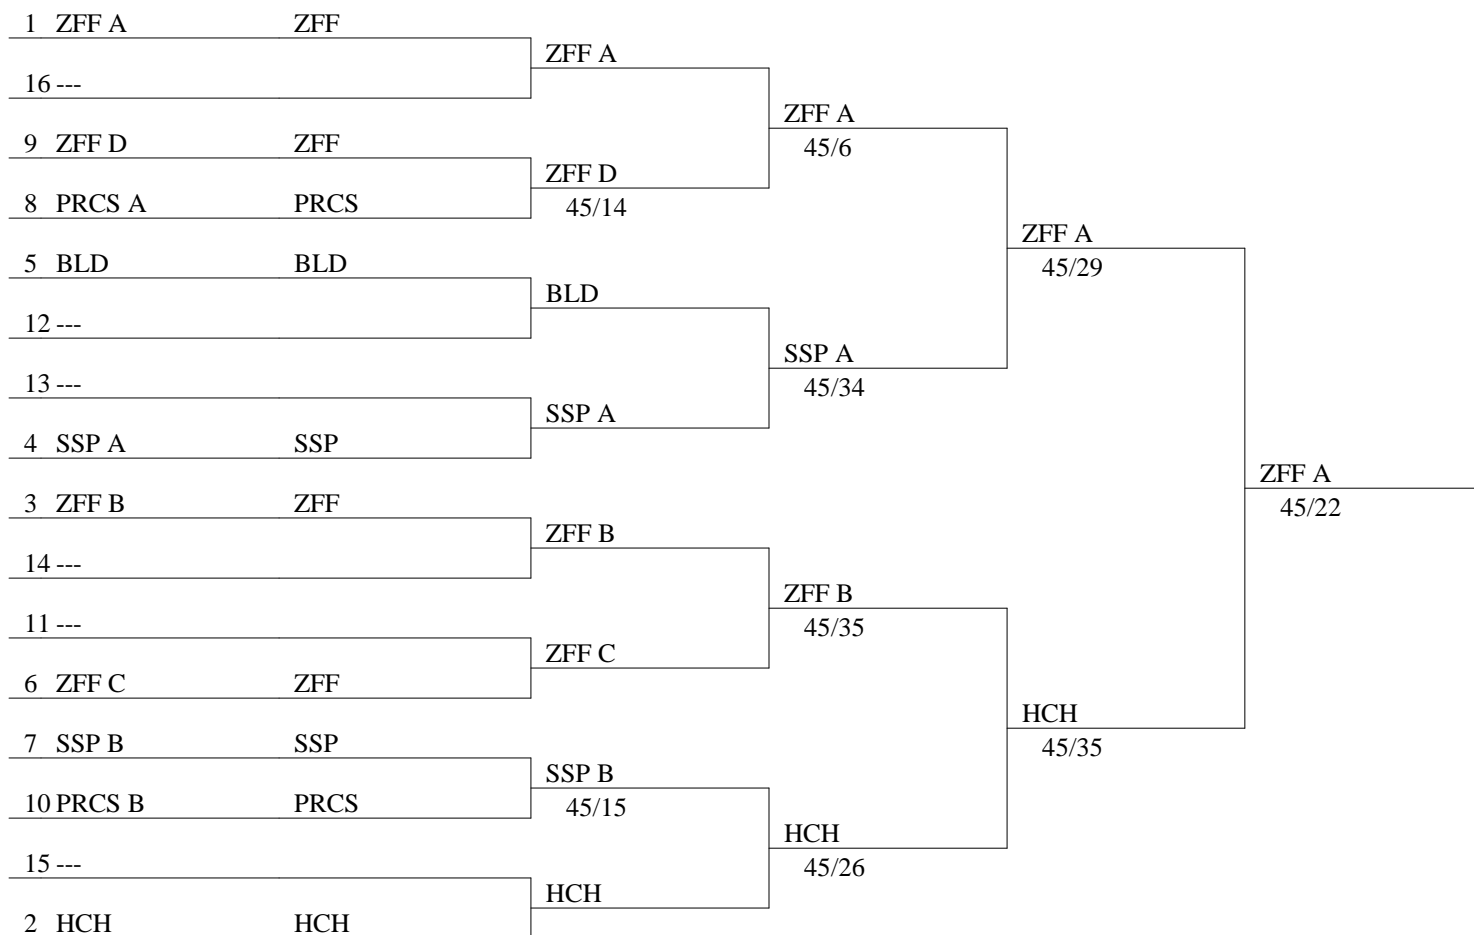 1 ZFF A ZFF
ZFF A
16 ---
ZFF A
45/6
9 ZFF D ZFF
ZFF D
45/14
8 PRCS A PRCS
ZFF A
45/29
5 BLD BLD
BLD
12 ---
SSP A
45/34
13 ---
SSP A
4 SSP A SSP
ZFF A
45/22
3 ZFF B ZFF
ZFF B
14 ---
ZFF B
45/35
11 ---
ZFF C
6 ZFF C ZFF
HCH
45/35
7 SSP B SSP
SSP B
45/15
10 PRCS B PRCS
HCH
45/26
15 ---
HCH
2 HCH HCH